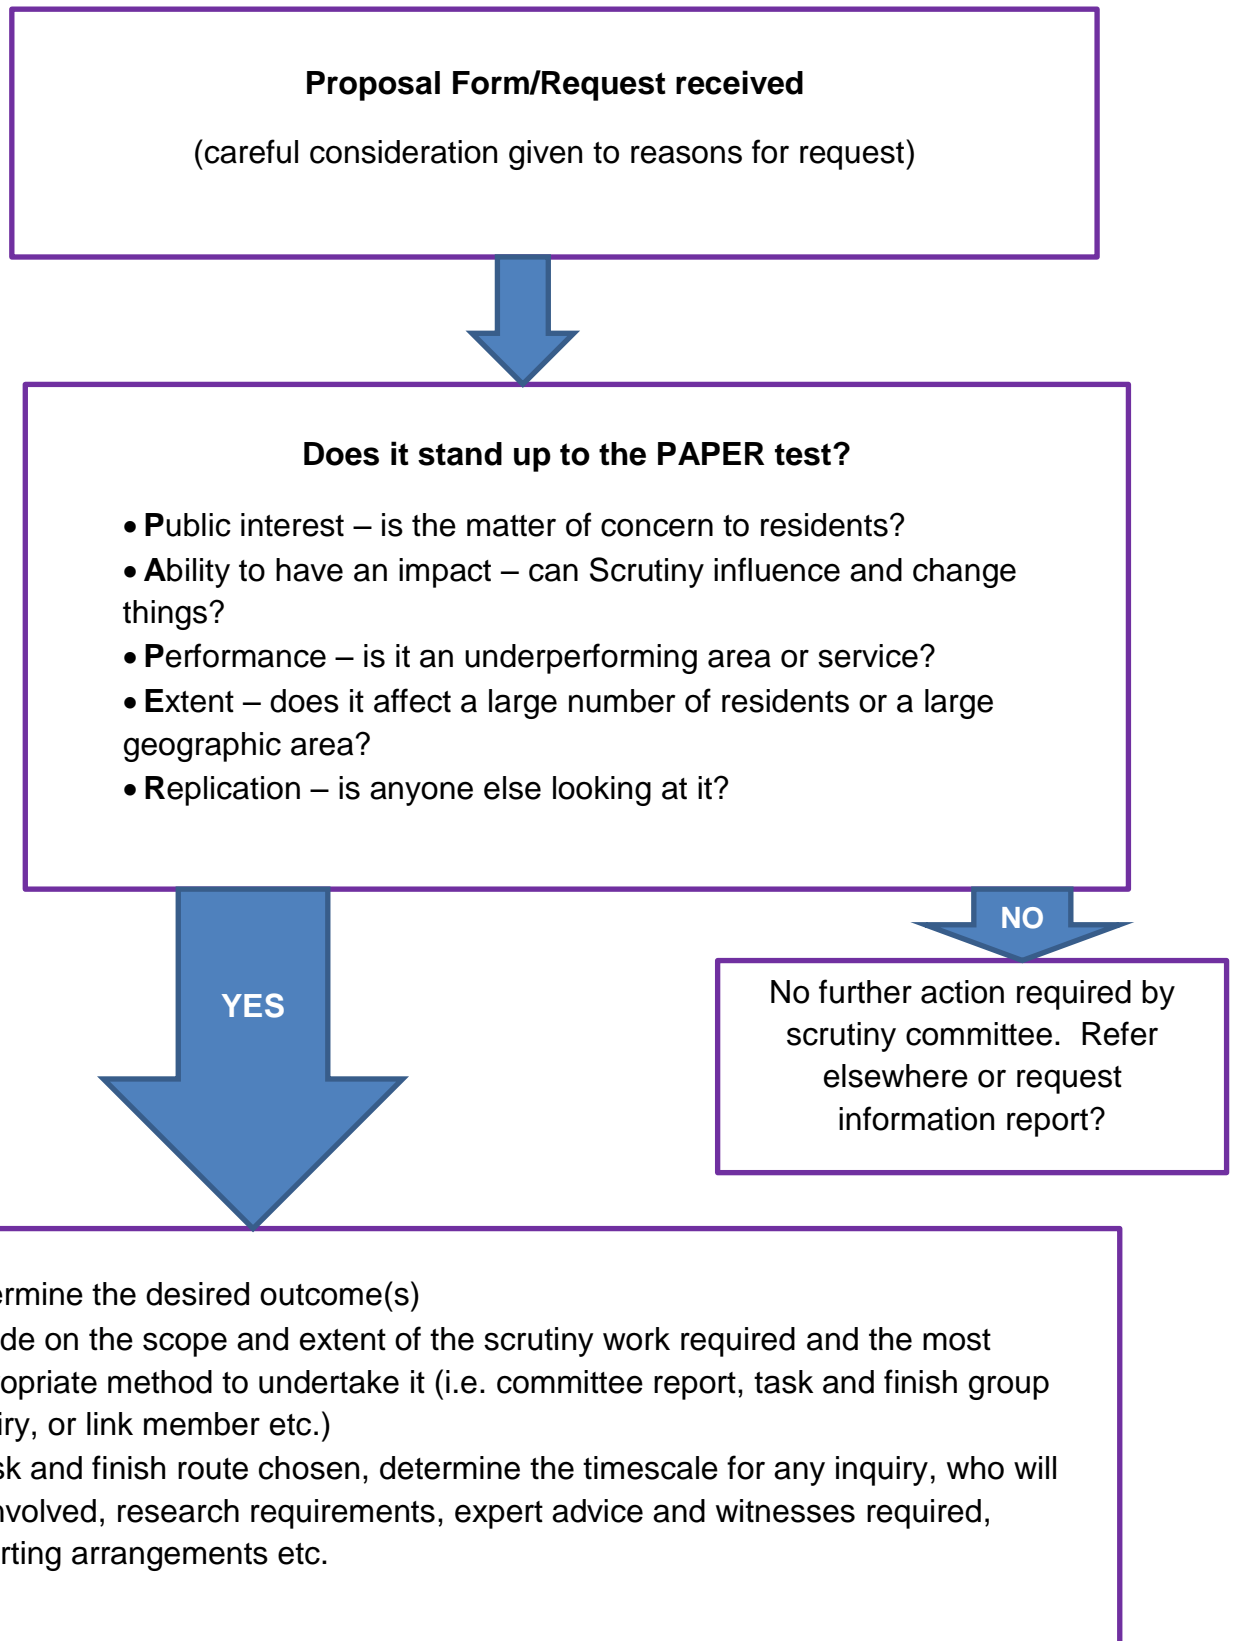 Proposal Form/Request received
(careful consideration given to reasons for request)
Does it stand up to the PAPER test?
• Public interest – is the matter of concern to residents?
• Ability to have an impact – can Scrutiny influence and change
things?
• Performance – is it an underperforming area or service?
• Extent – does it affect a large number of residents or a large
geographic area?
• Replication – is anyone else looking at it?
NO
No further action required by
scrutiny committee. Refer
elsewhere or request
information report?
YES
ermine the desired outcome(s)
de on the scope and extent of the scrutiny work required and the most
opriate method to undertake it (i.e. committee report, task and finish group
iry, or link member etc.)
sk and finish route chosen, determine the timescale for any inquiry, who will
nvolved, research requirements, expert advice and witnesses required,
rting arrangements etc.